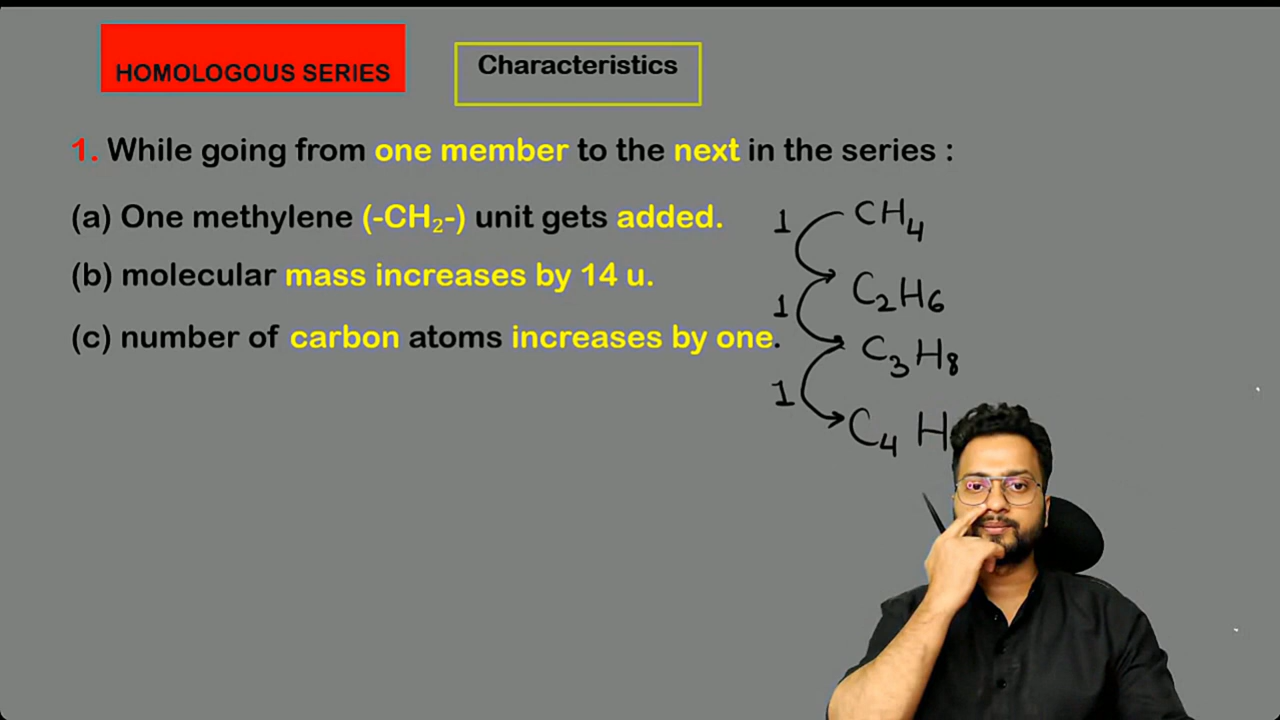 HOMOLOGOUS SERIES
Characteristics
1. While going from one member to the next in the series :
(a) One methylene (-CH₂-) unit gets added.
(b) molecular mass increases by 14 u.
(c) number of carbon atoms increases by one.
1 CH₄
1 C₂H₆
C₃H₈
1 C₄ H